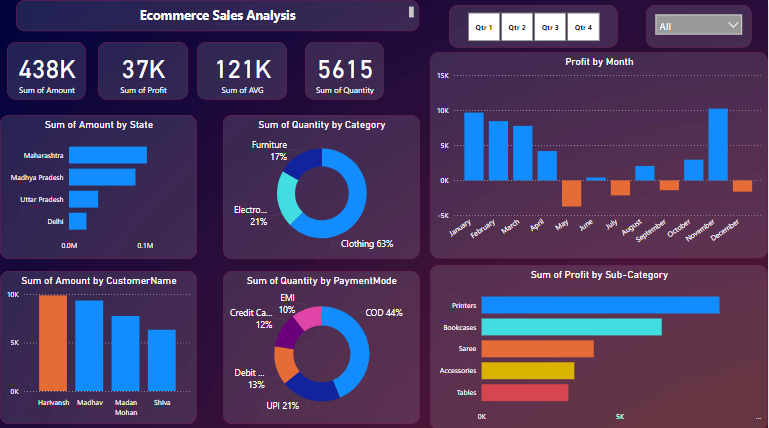 Ecommerce Sales Analysis
Qtr 1
Qtr 2
Qtr 3
Qtr 4
All
438K
Sum of Amount
37K
Sum of Profit
121K
Sum of AVG
5615
Sum of Quantity
Sum of Amount by State
Maharashtra
Madhya Pradesh
Uttar Pradesh
Delhi
0.0M
0.1M
Sum of Quantity by Category
Furniture
17%
Electro...
21%
Clothing 63%
Profit by Month
15K
10K
5K
0K
-5K
January
February
March
April
May
June
July
August
September
October
November
December
Sum of Amount by CustomerName
10K
5K
0K
Harivansh
Madhav
Madan
Mohan
Shiva
Sum of Quantity by PaymentMode
EMI
10%
Credit Ca...
12%
Debit ...
13%
UPI 21%
COD 44%
Sum of Profit by Sub-Category
Printers
Bookcases
Saree
Accessories
Tables
0K
5K
...